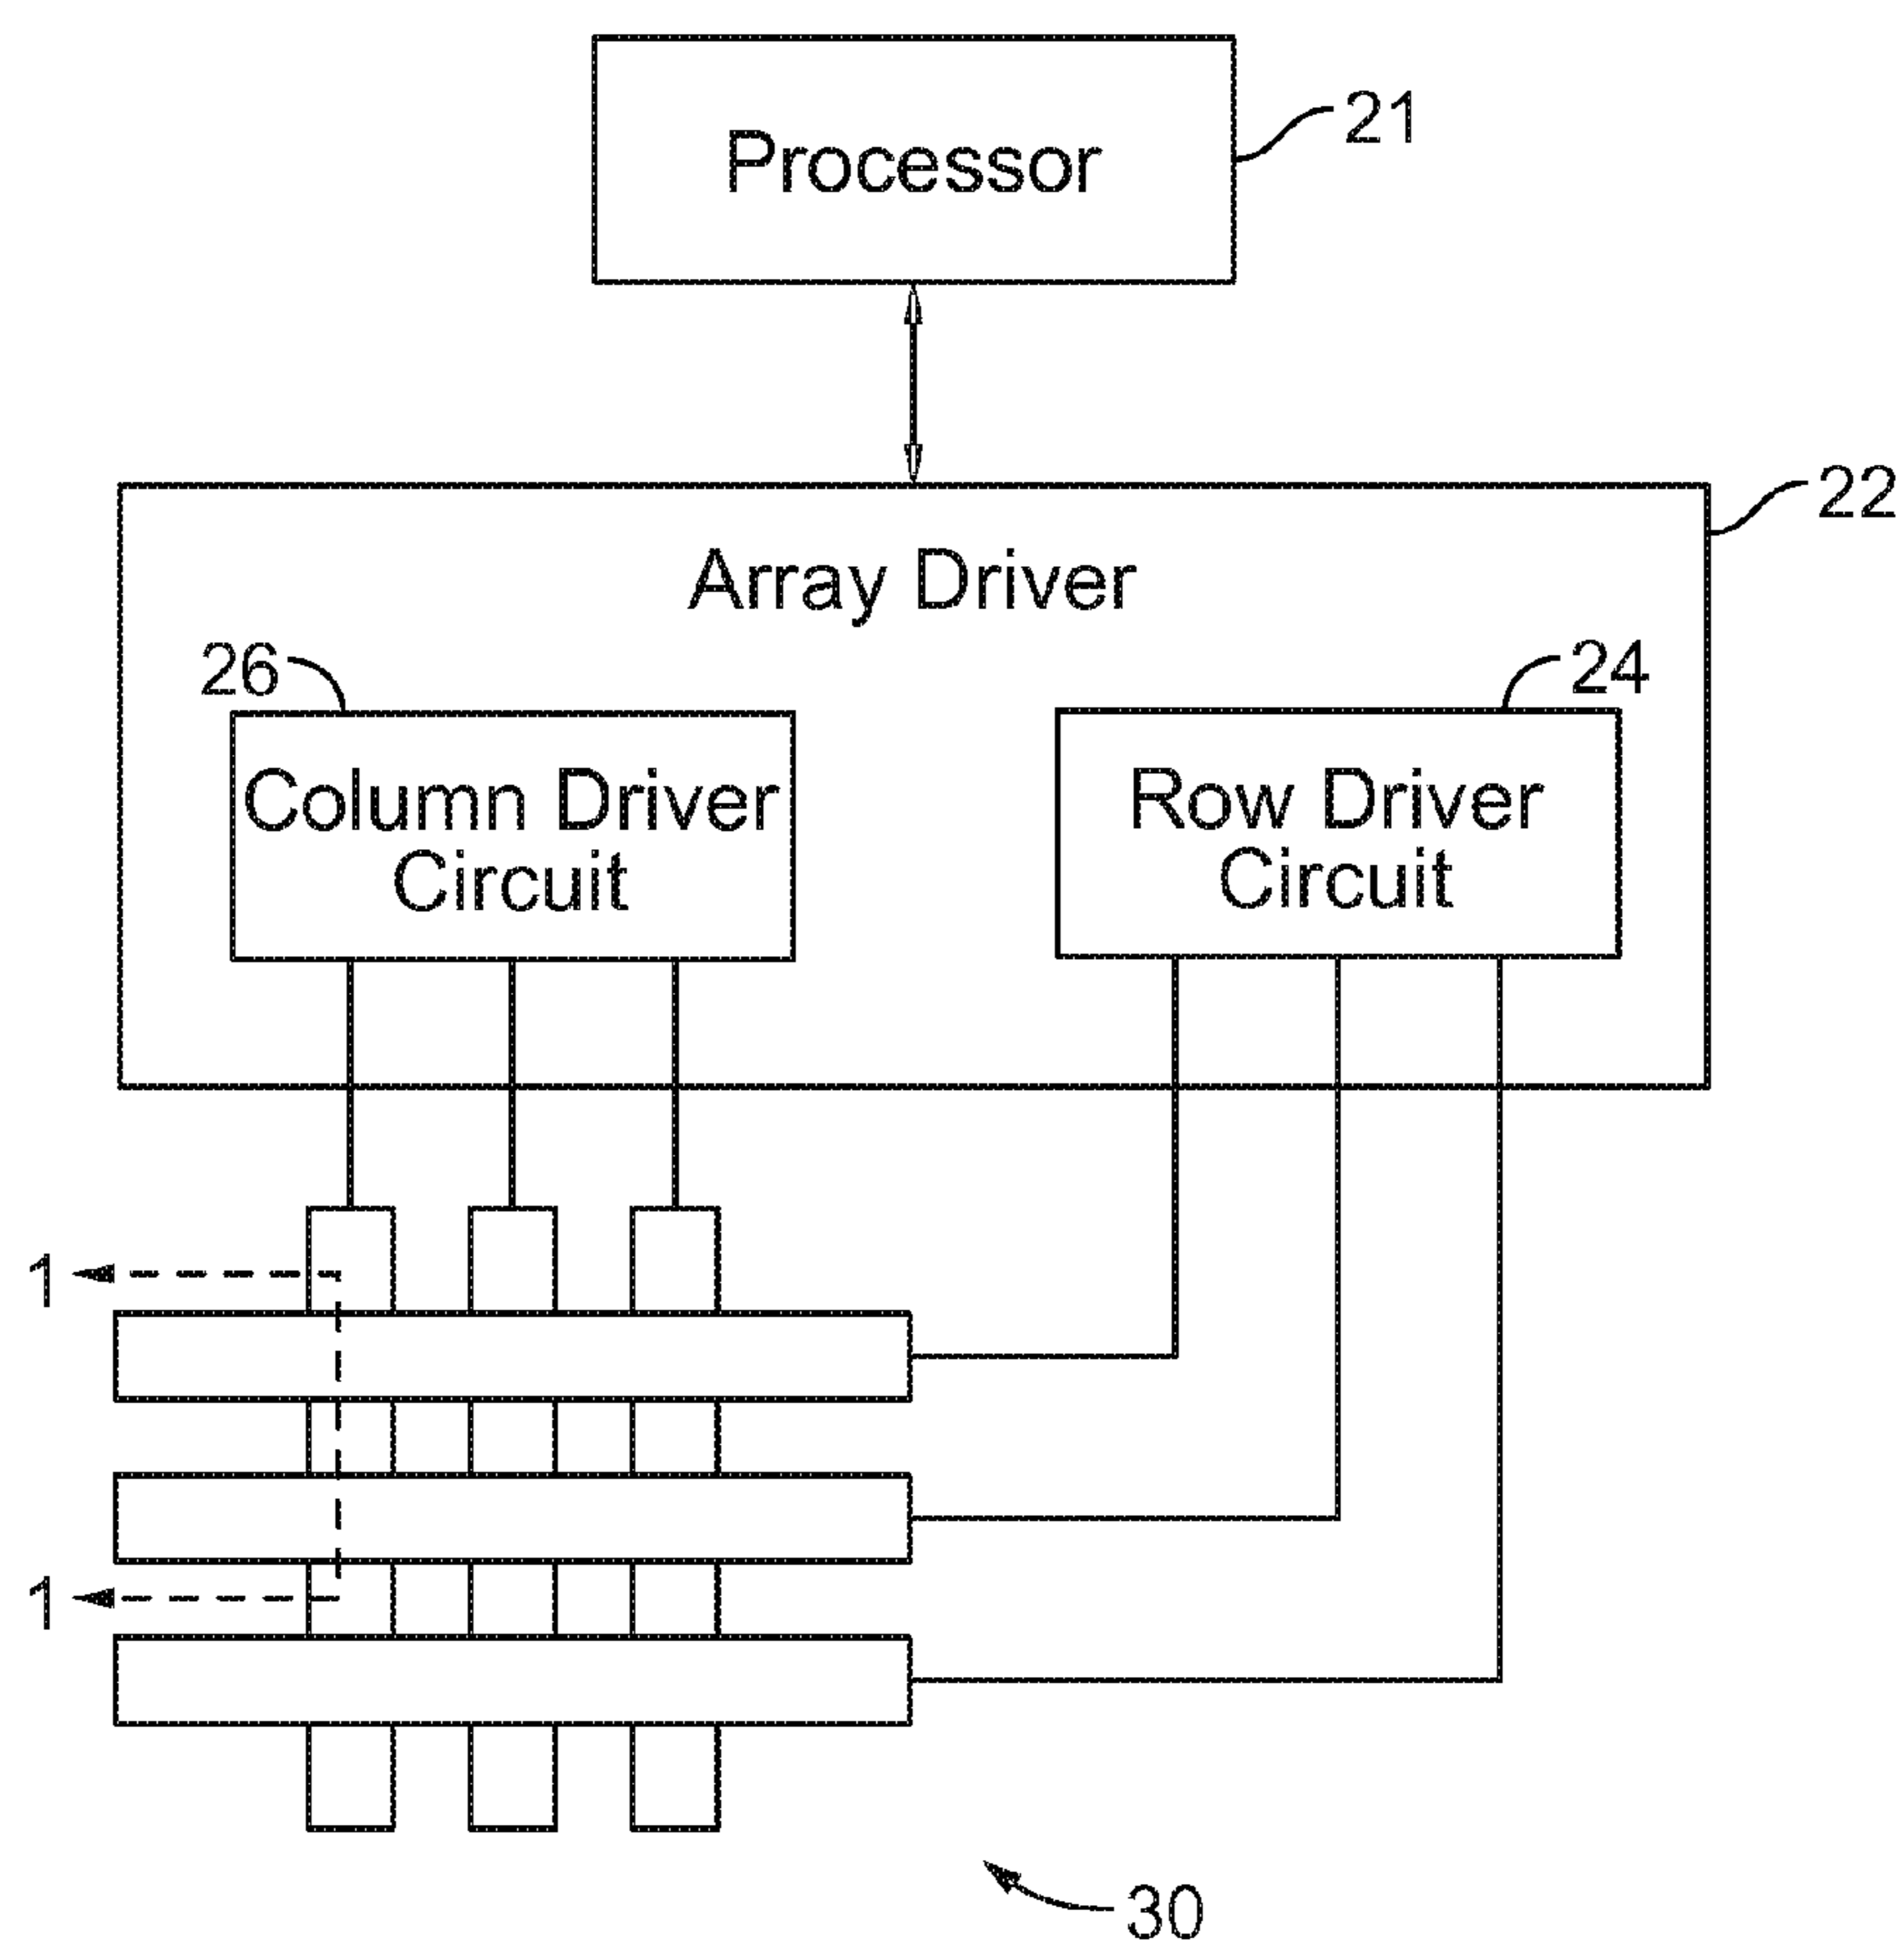 Processor
21
22
Array Driver
26
24
Column Driver
Circuit
Row Driver
Circuit
1
1
30